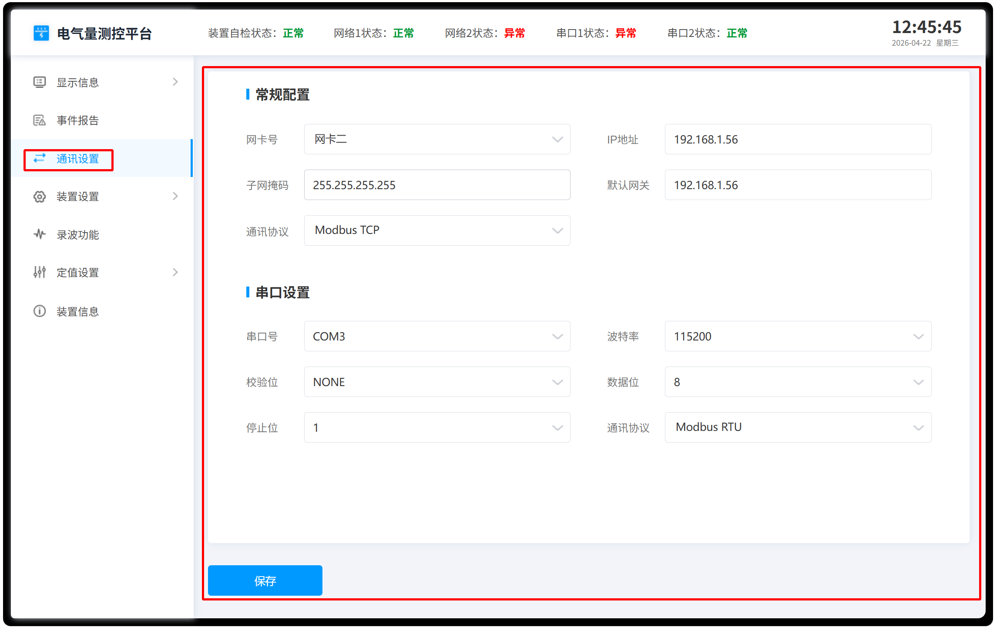 电气量测控平台
装置自检状态：正常 网络1状态：正常 网络2状态：异常 串口1状态：异常 串口2状态：正常
12:45:45
2026-04-22 星期三
显示信息
事件报告
通讯设置
装置设置
录波功能
定值设置
装置信息
常规配置
网卡号 网卡二 IP地址 192.168.1.56
子网掩码 255.255.255.255 默认网关 192.168.1.56
通讯协议 Modbus TCP
串口设置
串口号 COM3 波特率 115200
校验位 NONE 数据位 8
停止位 1 通讯协议 Modbus RTU
保存